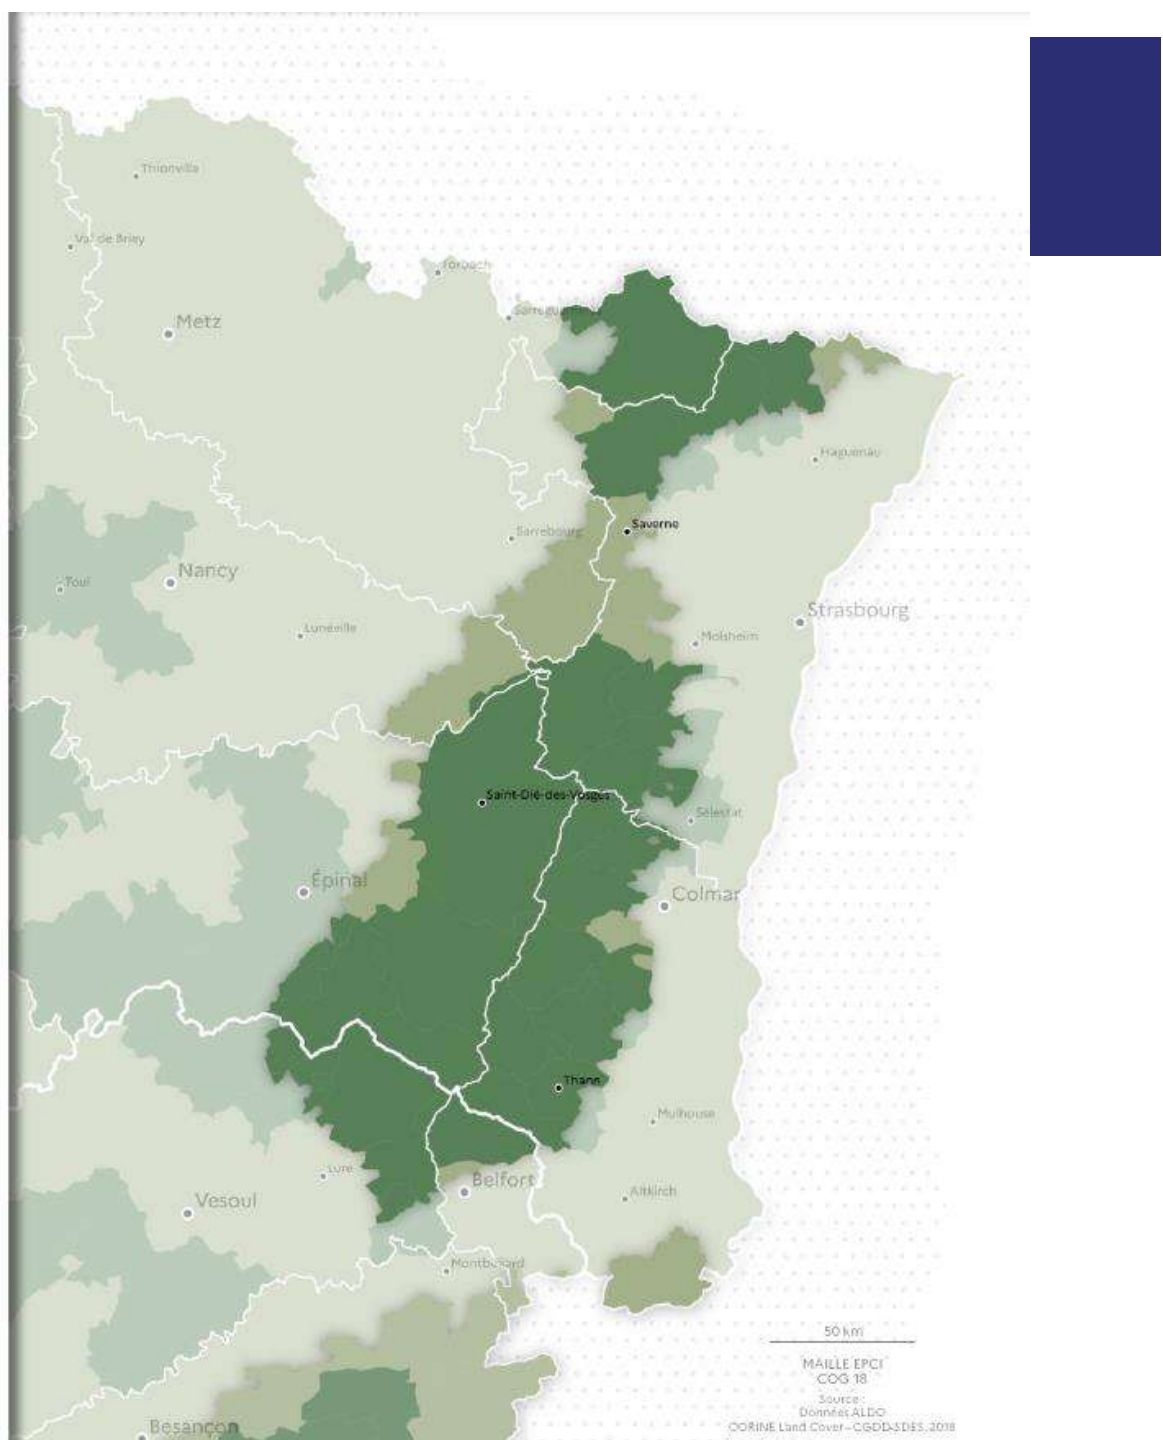 Thionville
Val de Briey
Forbach
Metz
Saverne
Haguenau
Sarrebourg
Nancy
Toul
Strasbourg
Lunéville
Molsheim
Saint-Dié-des-Vosges
Sélestat
Épinal
Colmar
Thann
Mulhouse
Lure
Belfort
Altkirch
Vesoul
Montbéliard
50 km
MAILLE EPCI
COG 18
Source :
Données ALDO
CORINE Land Cover – CGDD-SDES, 2018
Besançon